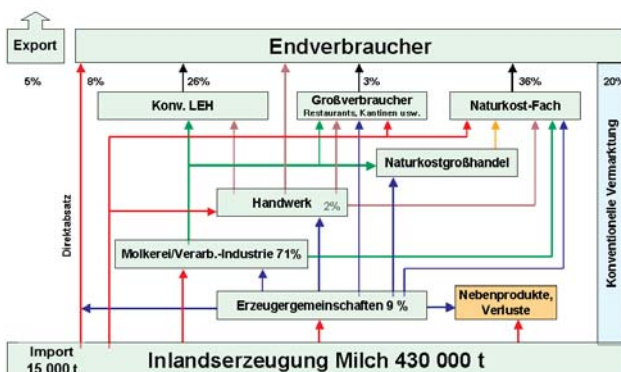 Export
Endverbraucher
5%
8%
26%
3%
36%
20%
Konv. LEH
Großverbraucher
Restaurants, Kantinen usw.
Naturkost-Fach
Naturkostgroßhandel
Handwerk 2%
Direktabsatz
Molkerei/Verarb.-Industrie 71%
Konventionelle Vermarktung
Erzeugergemeinschaften 9 %
Nebenprodukte,
Verluste
Import
15 000 t
Inlandserzeugung Milch 430 000 t